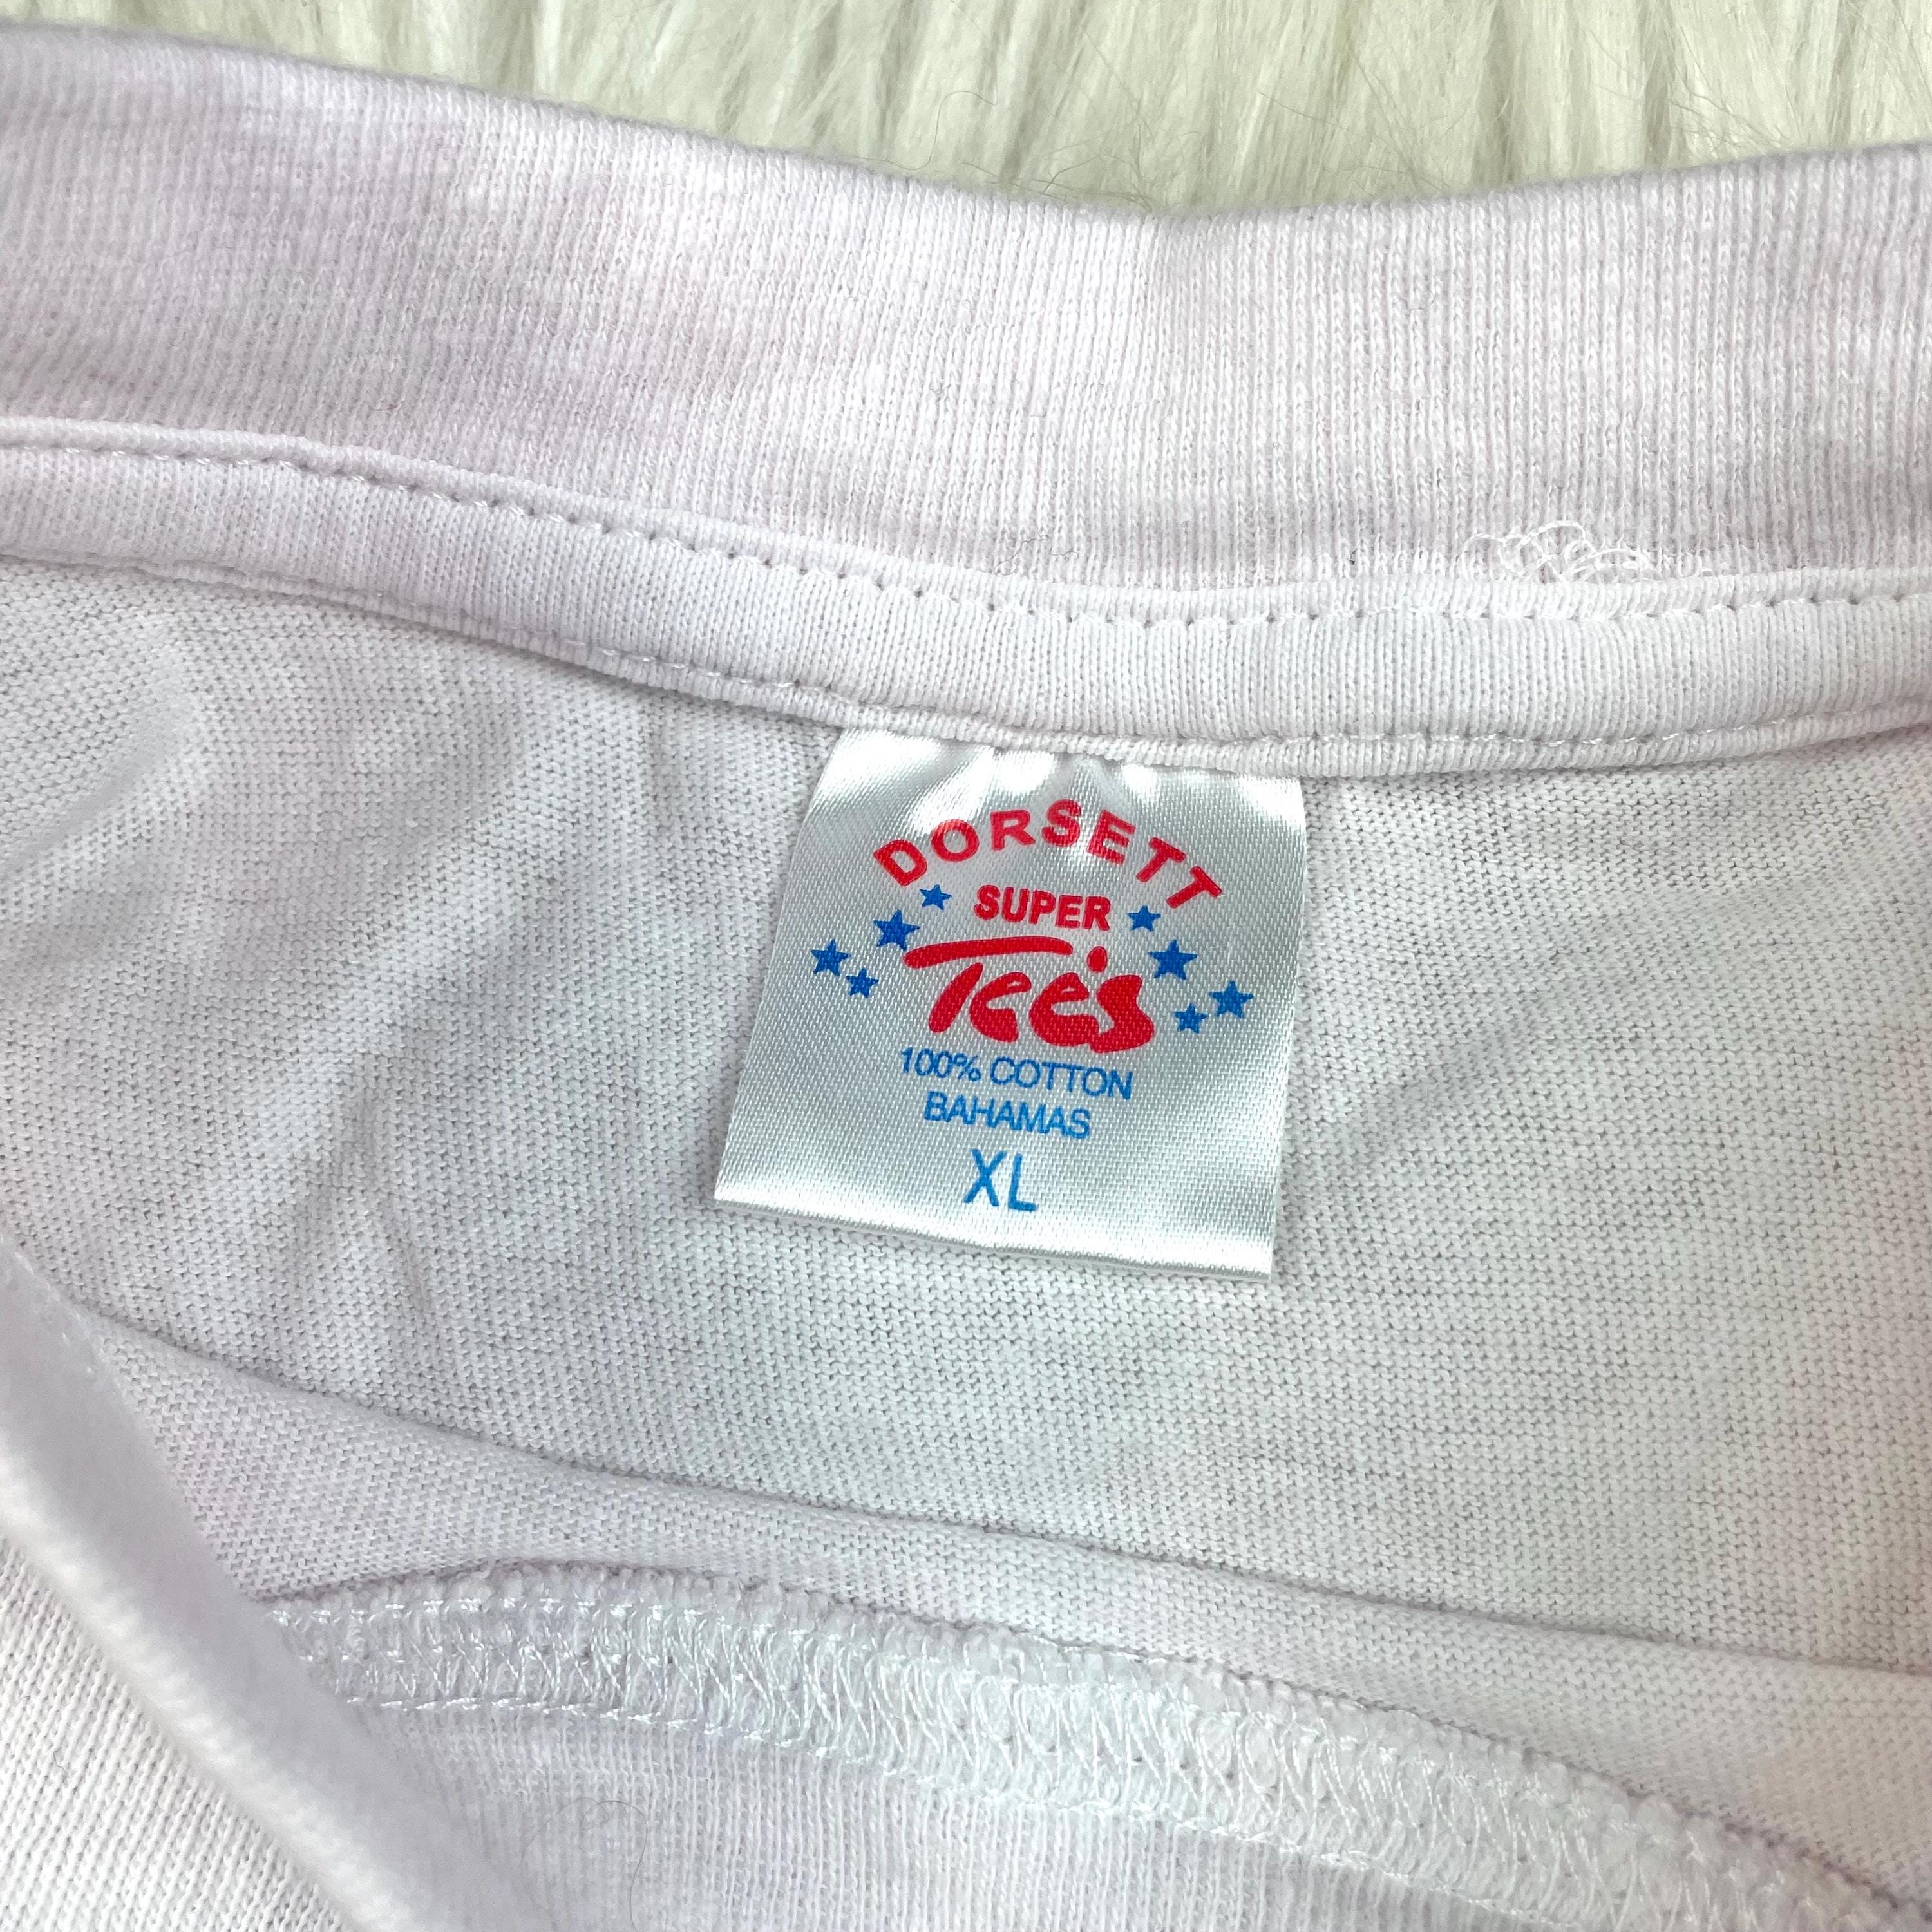 DORSETT
SUPER
Tee's
100% COTTON
BAHAMAS
XL